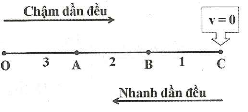 Chậm dần đều
v = 0
3 2 1
O A B C
Nhanh dần đều